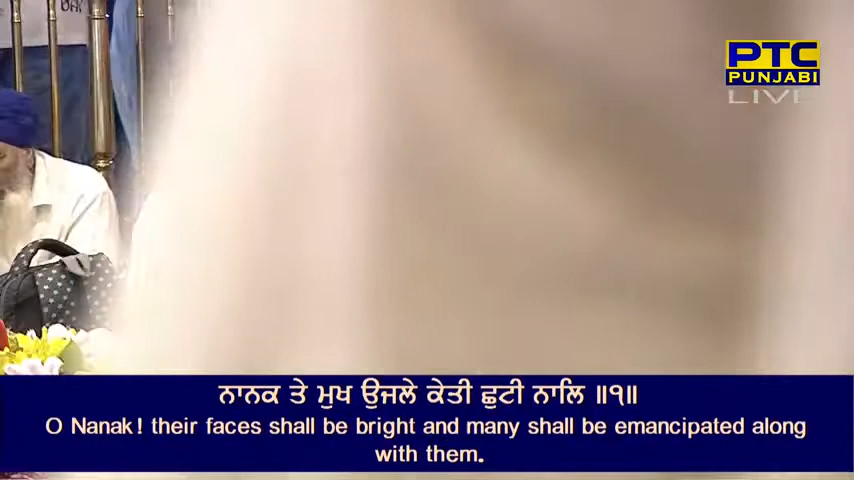 PTC
PUNJABI
LIVE
ਨਾਨਕ ਤੇ ਮੁਖ ਉਜਲੇ ਕੇਤੀ ਛੁਟੀ ਨਾਲਿ ॥੧॥
O Nanak! their faces shall be bright and many shall be emancipated along
with them.